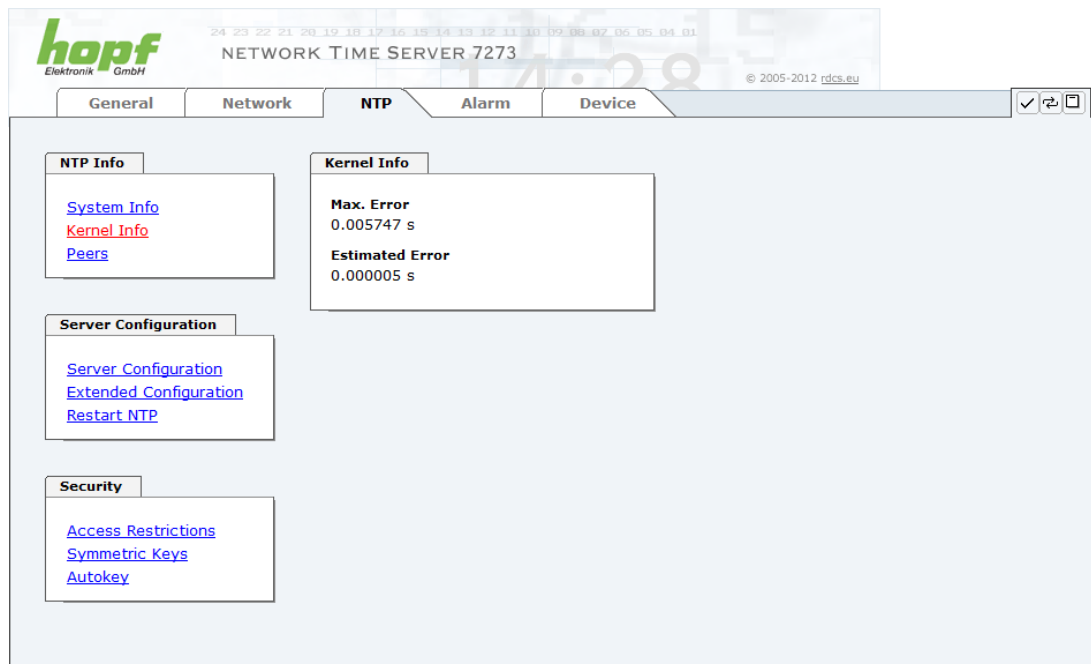 hopf
Elektronik GmbH
24 23 22 21 20 19 18 17 16 15 14 13 12 11 10 09 08 07 06 05 04 03
NETWORK TIME SERVER 7273
14:28
© 2005-2012 rdcs.eu
General Network NTP Alarm Device
NTP Info
System Info
Kernel Info
Peers
Kernel Info
Max. Error
0.005747 s
Estimated Error
0.000005 s
Server Configuration
Server Configuration
Extended Configuration
Restart NTP
Security
Access Restrictions
Symmetric Keys
Autokey